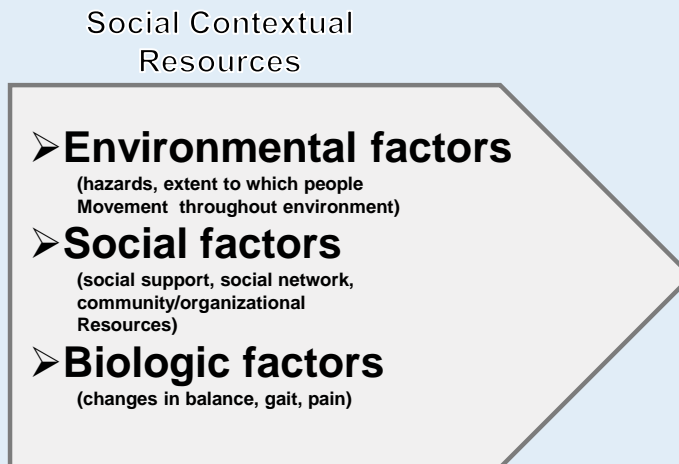 Social Contextual
Resources
➢Environmental factors
(hazards, extent to which people
Movement throughout environment)
➢Social factors
(social support, social network,
community/organizational
Resources)
➢Biologic factors
(changes in balance, gait, pain)